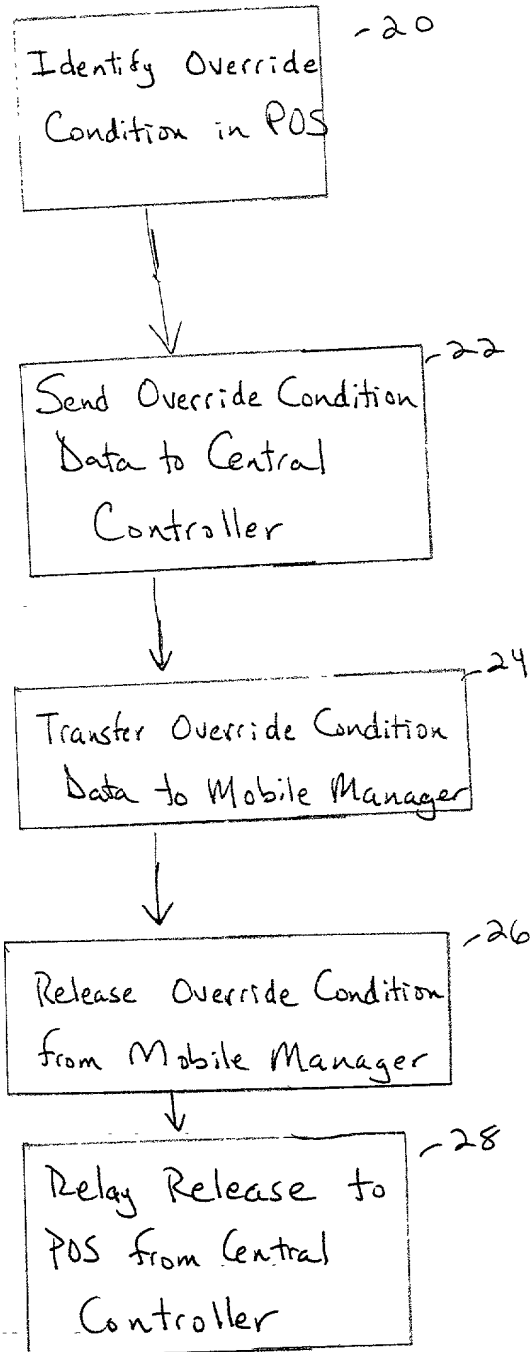 20
Identify Override
Condition in POS
22
Send Override Condition
Data to Central
Controller
24
Transfer Override Condition
Data to Mobile Manager
26
Release Override Condition
from Mobile Manager
28
Relay Release to
POS from Central
Controller